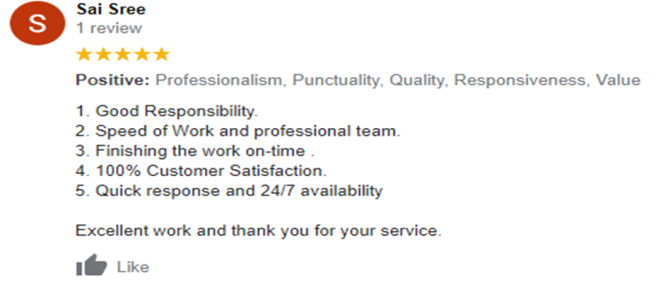 S
Sai Sree
1 review
Positive: Professionalism, Punctuality, Quality, Responsiveness, Value
1. Good Responsibility.
2. Speed of Work and professional team.
3. Finishing the work on-time .
4. 100% Customer Satisfaction.
5. Quick response and 24/7 availability
Excellent work and thank you for your service.
Like